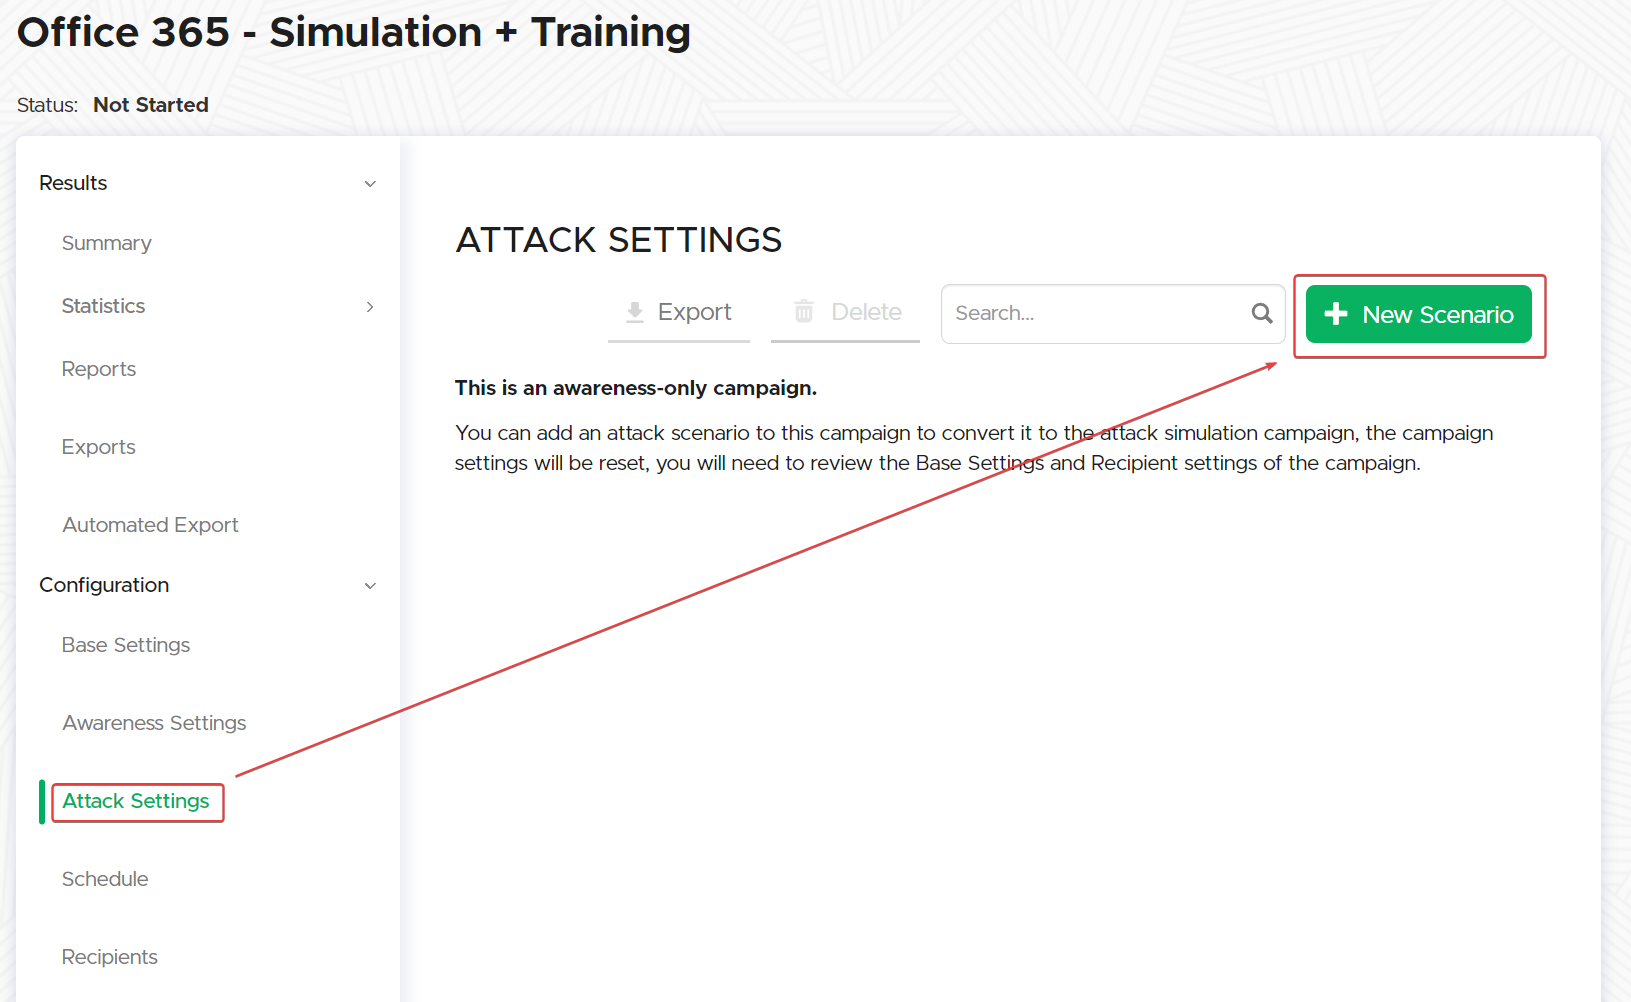 Office 365 - Simulation + Training
Status: Not Started
Results
Summary
Statistics
Reports
Exports
Automated Export
Configuration
Base Settings
Awareness Settings
Attack Settings
Schedule
Recipients
ATTACK SETTINGS
Export
Delete
Search...
New Scenario
This is an awareness-only campaign.
You can add an attack scenario to this campaign to convert it to the attack simulation campaign, the campaign
settings will be reset, you will need to review the Base Settings and Recipient settings of the campaign.